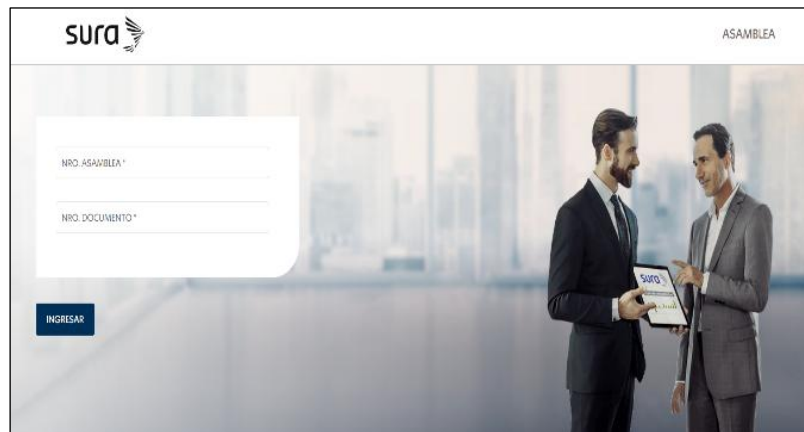 sura
ASAMBLEA
NRO. ASAMBLEA *
NRO. DOCUMENTO *
sura
INGRESAR